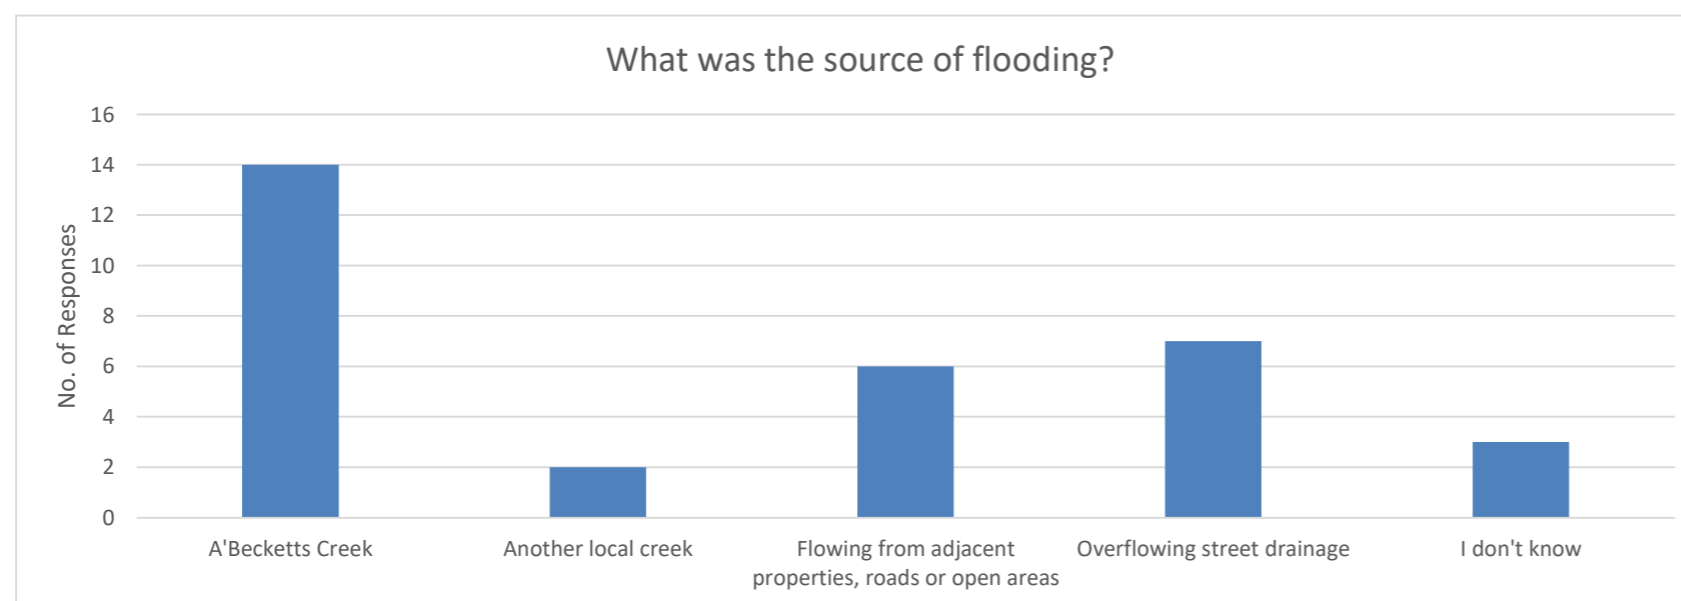 What was the source of flooding?
No. of Responses
16
14
12
10
8
6
4
2
0
A'Becketts Creek
Another local creek
Flowing from adjacent
properties, roads or open areas
Overflowing street drainage
I don't know